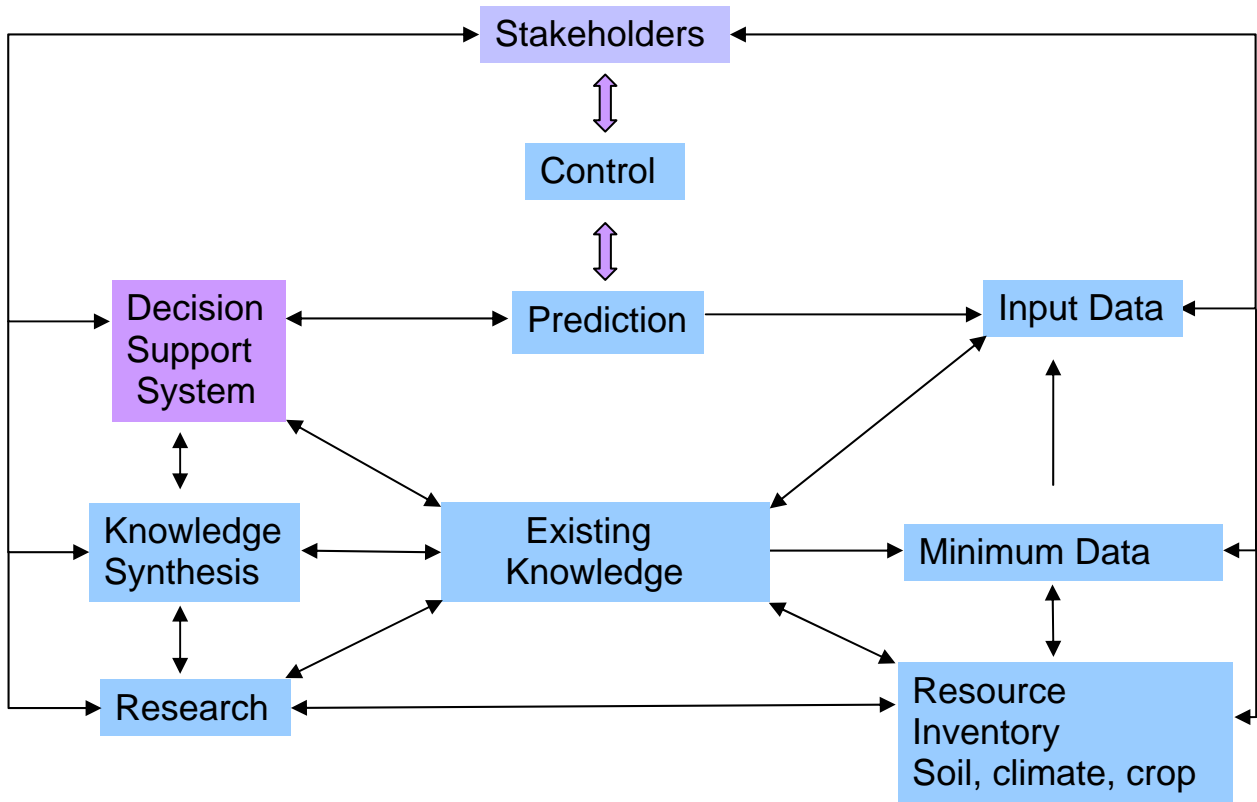 Stakeholders
Control
Decision
Support
System
Prediction
Input Data
Knowledge
Synthesis
Existing
Knowledge
Minimum Data
Research
Resource
Inventory
Soil, climate, crop